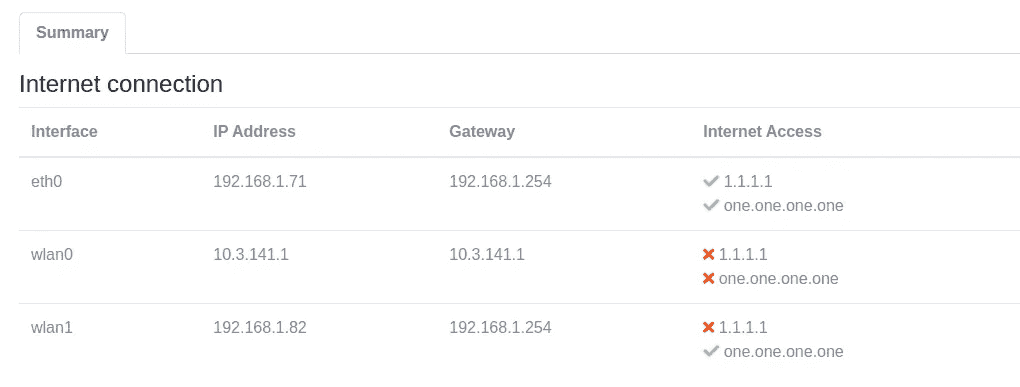 Summary
Internet connection
Interface IP Address Gateway Internet Access
eth0 192.168.1.71 192.168.1.254 1.1.1.1
one.one.one.one
wlan0 10.3.141.1 10.3.141.1 1.1.1.1
one.one.one.one
wlan1 192.168.1.82 192.168.1.254 1.1.1.1
one.one.one.one